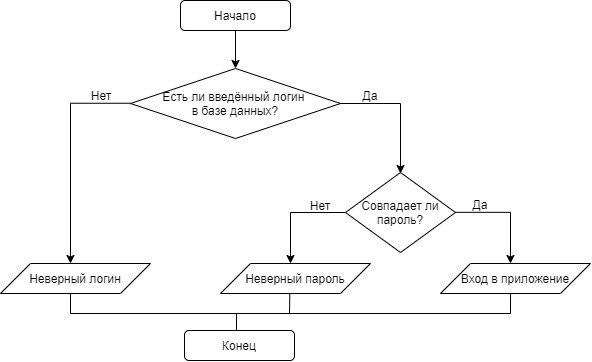 Начало
Есть ли введённый логин
в базе данных?
Нет
Да
Совпадает ли
пароль?
Нет
Да
Неверный логин
Неверный пароль
Вход в приложение
Конец